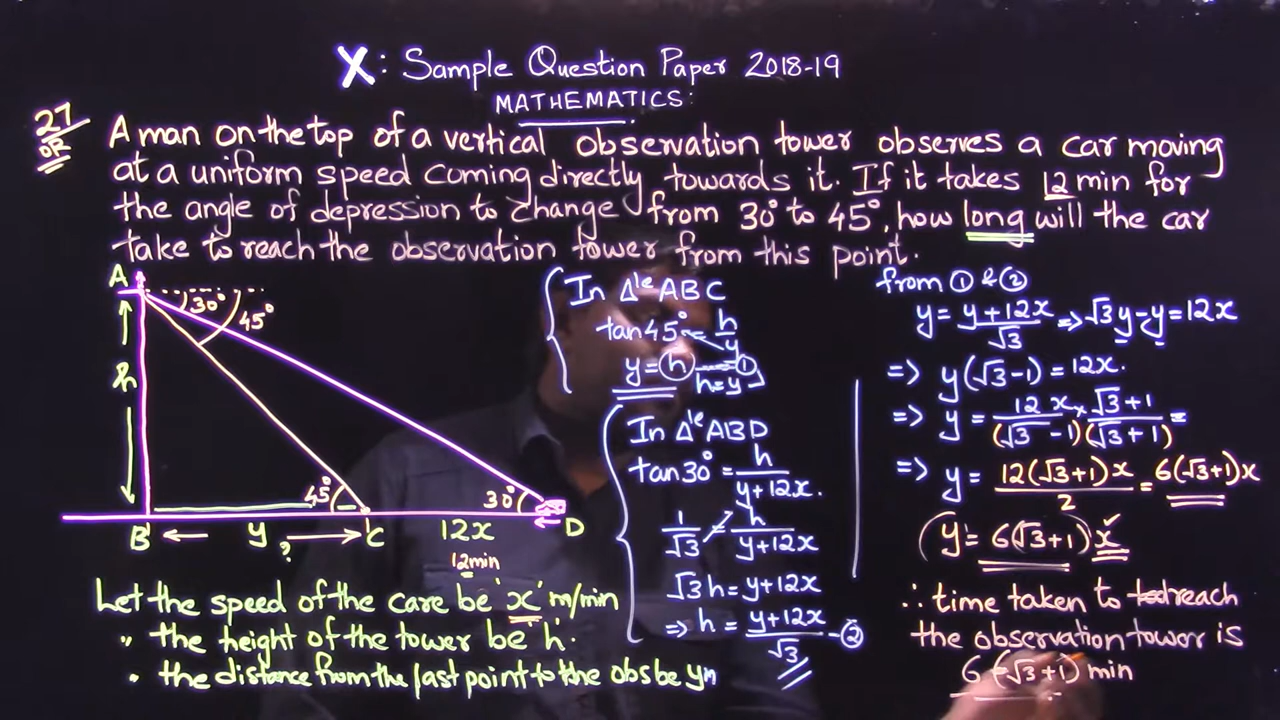 X: Sample Question Paper 2018-19
MATHEMATICS:
27
OR
A man on the top of a vertical observation tower observes a car moving
at a uniform speed coming directly towards it. If it takes 12 min for
the angle of depression to change from 30° to 45°, how long will the car
take to reach the observation tower from this point.
A
30°
45°
h
45°
30°
B ← y → C 12x D
?
12min
Let the speed of the care be 'x' m/min
" the height of the tower be 'h'.
" the distance from the last point to the obs be ym
In Δle ABC
tan45° = h/y
y = h — ①
h = y
In Δle ABD
tan30° = h/y+12x.
1/√3 = h/y+12x
√3h = y+12x
=> h = y+12x/√3 - ②
from ① & ②
y = y+12x/√3 => √3y-y = 12x
=> y(√3-1) = 12x.
=> y = 12x/(√3-1) × √3+1/(√3+1) =
=> y = 12(√3+1)x/2 = 6(√3+1)x
(y = 6(√3+1) x ✓
∴ time taken to reach
the observation tower is
6 (√3+1) min